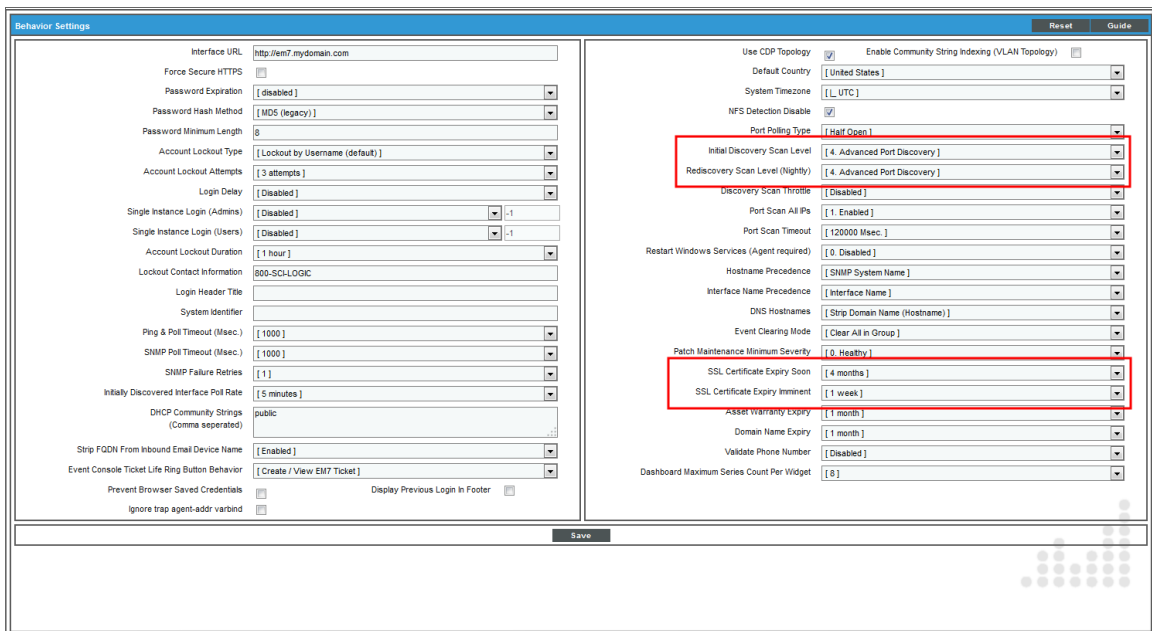 Behavior Settings
Reset Guide
Interface URL http://em7.mydomain.com
Force Secure HTTPS
Password Expiration [ disabled ]
Password Hash Method [ MD5 (legacy) ]
Password Minimum Length 8
Account Lockout Type [ Lockout by Username (default) ]
Account Lockout Attempts [ 3 attempts ]
Login Delay [ Disabled ]
Single Instance Login (Admins) [ Disabled ] -1
Single Instance Login (Users) [ Disabled ] -1
Account Lockout Duration [ 1 hour ]
Lockout Contact Information 800-SCI-LOGIC
Login Header Title
System Identifier
Ping & Poll Timeout (Msec.) [ 1000 ]
SNMP Poll Timeout (Msec.) [ 1000 ]
SNMP Failure Retries [ 1 ]
Initially Discovered Interface Poll Rate [ 5 minutes ]
DHCP Community Strings public
(Comma seperated)
Strip FQDN From Inbound Email Device Name [ Enabled ]
Event Console Ticket Life Ring Button Behavior [ Create / View EM7 Ticket ]
Prevent Browser Saved Credentials Display Previous Login In Footer
Ignore trap agent-addr varbind
Use CDP Topology Enable Community String Indexing (VLAN Topology)
Default Country [ United States ]
System Timezone [ |_ UTC ]
NFS Detection Disable
Port Polling Type [ Half Open ]
Initial Discovery Scan Level [ 4. Advanced Port Discovery ]
Rediscovery Scan Level (Nightly) [ 4. Advanced Port Discovery ]
Discovery Scan Throttle [ Disabled ]
Port Scan All IPs [ 1. Enabled ]
Port Scan Timeout [ 120000 Msec. ]
Restart Windows Services (Agent required) [ 0. Disabled ]
Hostname Precedence [ SNMP System Name ]
Interface Name Precedence [ Interface Name ]
DNS Hostnames [ Strip Domain Name (Hostname) ]
Event Clearing Mode [ Clear All in Group ]
Patch Maintenance Minimum Severity [ 0. Healthy ]
SSL Certificate Expiry Soon [ 4 months ]
SSL Certificate Expiry Imminent [ 1 week ]
Asset Warranty Expiry [ 1 month ]
Domain Name Expiry [ 1 month ]
Validate Phone Number [ Disabled ]
Dashboard Maximum Series Count Per Widget [ 8 ]
Save